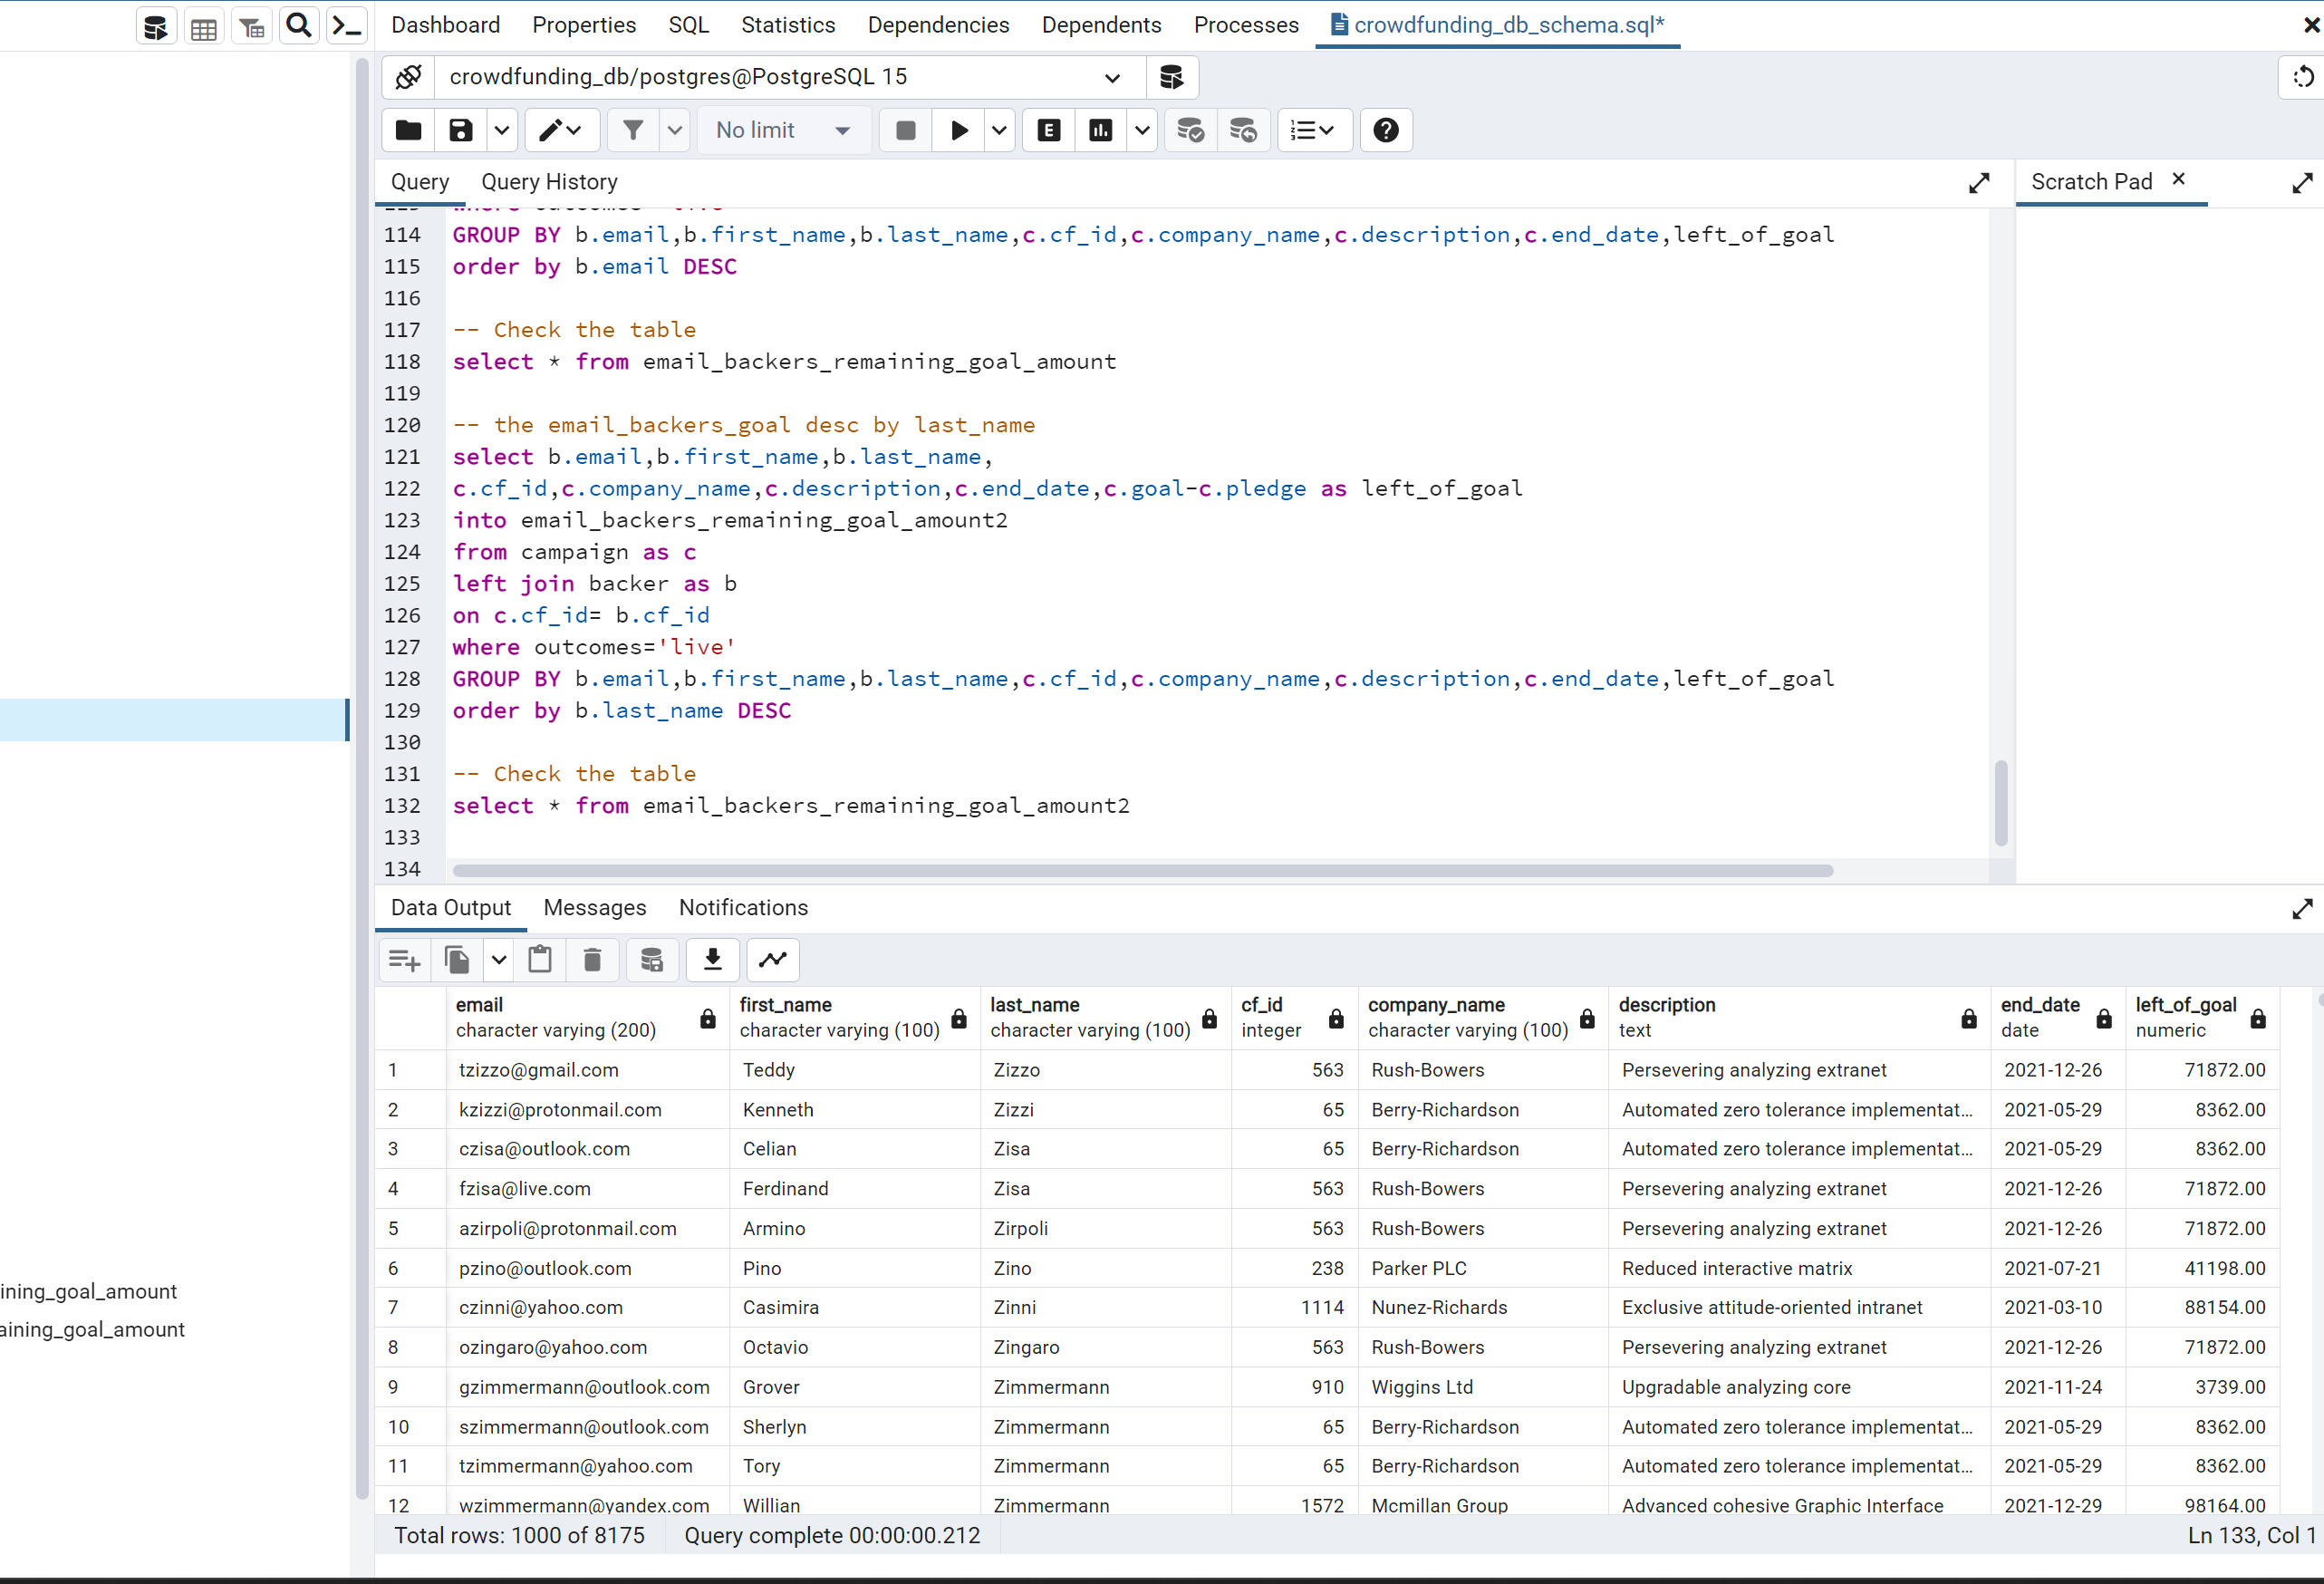 Dashboard Properties SQL Statistics Dependencies Dependents Processes crowdfunding_db_schema.sql*
crowdfunding_db/postgres@PostgreSQL 15
No limit
Query Query History
Scratch Pad
114 GROUP BY b.email,b.first_name,b.last_name,c.cf_id,c.company_name,c.description,c.end_date,left_of_goal
115 order by b.email DESC
116
117 -- Check the table
118 select * from email_backers_remaining_goal_amount
119
120 -- the email_backers_goal desc by last_name
121 select b.email,b.first_name,b.last_name,
122 c.cf_id,c.company_name,c.description,c.end_date,c.goal-c.pledge as left_of_goal
123 into email_backers_remaining_goal_amount2
124 from campaign as c
125 left join backer as b
126 on c.cf_id= b.cf_id
127 where outcomes='live'
128 GROUP BY b.email,b.first_name,b.last_name,c.cf_id,c.company_name,c.description,c.end_date,left_of_goal
129 order by b.last_name DESC
130
131 -- Check the table
132 select * from email_backers_remaining_goal_amount2
133
134
ining_goal_amount
aining_goal_amount
Data Output Messages Notifications
email first_name last_name cf_id company_name description end_date left_of_goal
character varying (200) character varying (100) character varying (100) integer character varying (100) text date numeric
1 tzizzo@gmail.com Teddy Zizzo 563 Rush-Bowers Persevering analyzing extranet 2021-12-26 71872.00
2 kzizzi@protonmail.com Kenneth Zizzi 65 Berry-Richardson Automated zero tolerance implementat... 2021-05-29 8362.00
3 czisa@outlook.com Celian Zisa 65 Berry-Richardson Automated zero tolerance implementat... 2021-05-29 8362.00
4 fzisa@live.com Ferdinand Zisa 563 Rush-Bowers Persevering analyzing extranet 2021-12-26 71872.00
5 azirpoli@protonmail.com Armino Zirpoli 563 Rush-Bowers Persevering analyzing extranet 2021-12-26 71872.00
6 pzino@outlook.com Pino Zino 238 Parker PLC Reduced interactive matrix 2021-07-21 41198.00
7 czinni@yahoo.com Casimira Zinni 1114 Nunez-Richards Exclusive attitude-oriented intranet 2021-03-10 88154.00
8 ozingaro@yahoo.com Octavio Zingaro 563 Rush-Bowers Persevering analyzing extranet 2021-12-26 71872.00
9 gzimmermann@outlook.com Grover Zimmermann 910 Wiggins Ltd Upgradable analyzing core 2021-11-24 3739.00
10 szimmermann@outlook.com Sherlyn Zimmermann 65 Berry-Richardson Automated zero tolerance implementat... 2021-05-29 8362.00
11 tzimmermann@yahoo.com Tory Zimmermann 65 Berry-Richardson Automated zero tolerance implementat... 2021-05-29 8362.00
12 wzimmermann@yandex.com Willian Zimmermann 1572 Mcmillan Group Advanced cohesive Graphic Interface 2021-12-29 98164.00
Total rows: 1000 of 8175 Query complete 00:00:00.212 Ln 133, Col 1